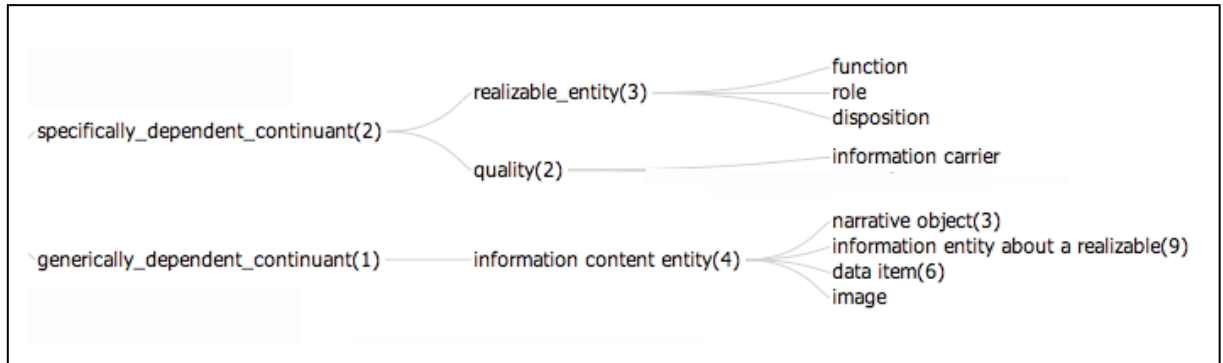 specifically_dependent_continuant(2)
realizable_entity(3)
function
role
disposition
quality(2)
information carrier
generically_dependent_continuant(1)
information content entity(4)
narrative object(3)
information entity about a realizable(9)
data item(6)
image